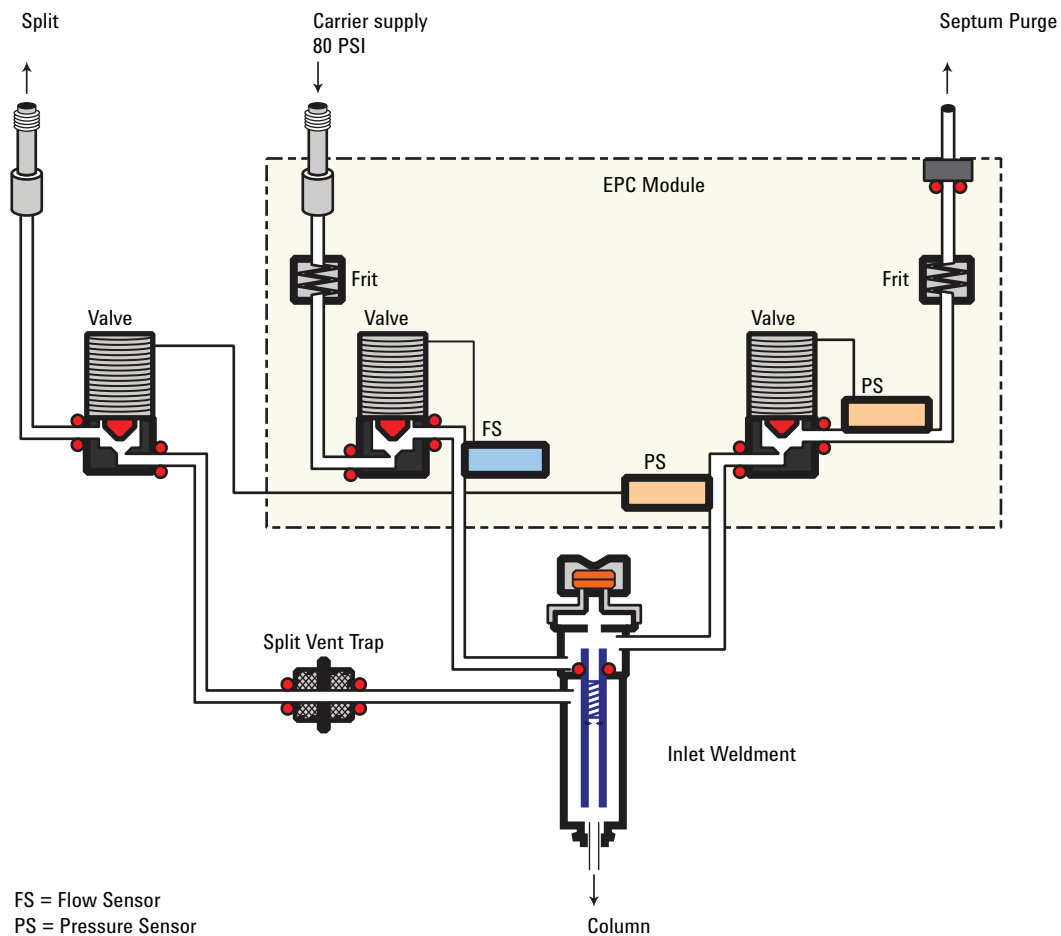 Split
Carrier supply
80 PSI
Septum Purge
EPC Module
Frit
Frit
Valve
Valve
Valve
PS
FS
PS
Split Vent Trap
Inlet Weldment
FS = Flow Sensor
PS = Pressure Sensor
Column